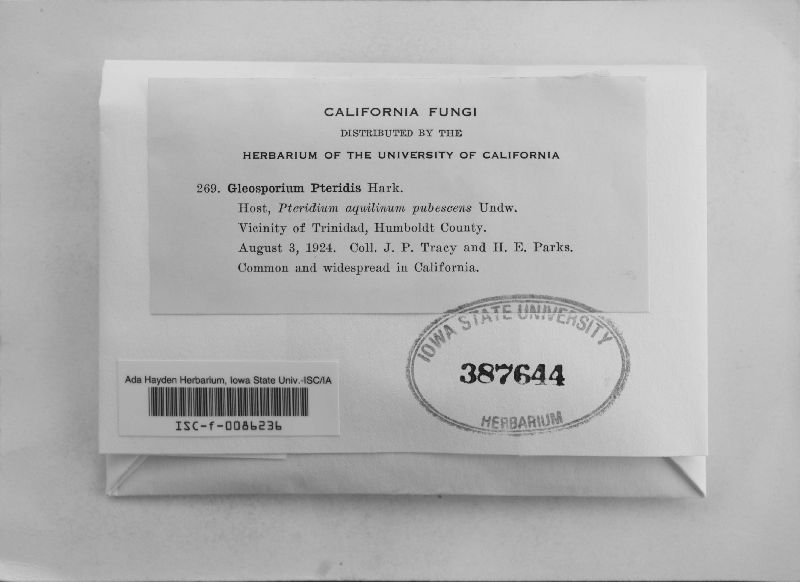 CALIFORNIA FUNGI
DISTRIBUTED BY THE
HERBARIUM OF THE UNIVERSITY OF CALIFORNIA
269. Gleosporium Pteridis Hark.
Host, Pteridium aquilinum pubescens Undw.
Vicinity of Trinidad, Humboldt County.
August 3, 1924. Coll. J. P. Tracy and H. E. Parks.
Common and widespread in California.
IOWA STATE UNIVERSITY
387644
HERBARIUM
Ada Hayden Herbarium, Iowa State Univ.-ISC/IA
ISC-f-0086236